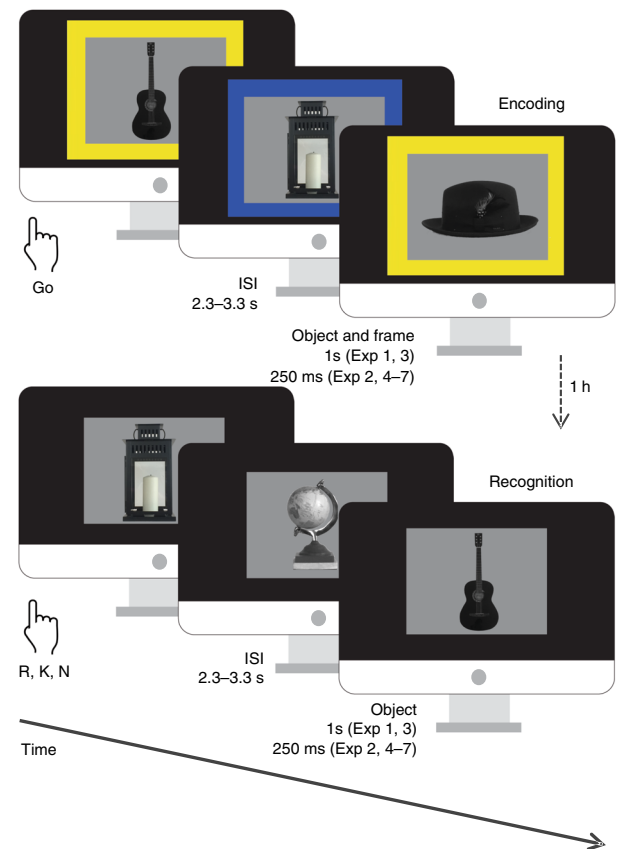 Encoding
Go
ISI
2.3–3.3 s
Object and frame
1s (Exp 1, 3)
250 ms (Exp 2, 4–7)
1 h
Recognition
R, K, N
ISI
2.3–3.3 s
Object
1s (Exp 1, 3)
250 ms (Exp 2, 4–7)
Time